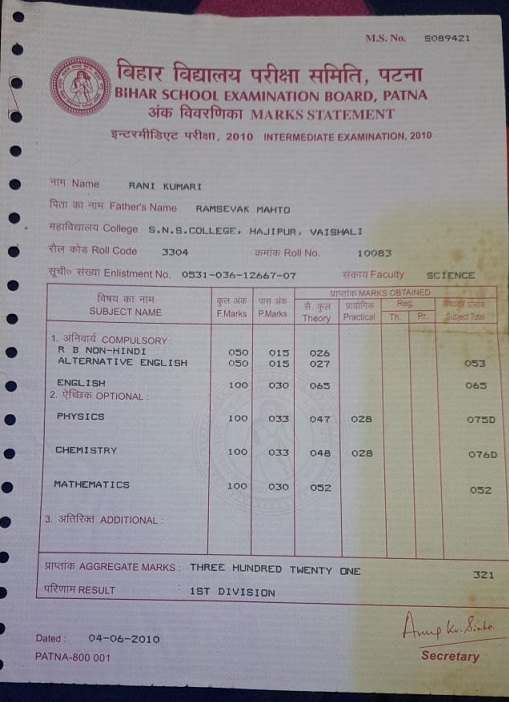 M.S. No. S089421
बिहार विद्यालय परीक्षा समिति, पटना
BIHAR SCHOOL EXAMINATION BOARD, PATNA
अंक विवरणिका MARKS STATEMENT
इन्टरमीडिएट परीक्षा, 2010 INTERMEDIATE EXAMINATION, 2010
नाम Name RANI KUMARI
पिता का नाम Father's Name RAMSEVAK MAHTO
महाविद्यालय College S.N.S.COLLEGE, HAJIPUR, VAISHALI
रौल कोड Roll Code 3304 क्रमांक Roll No. 10083
सूची० संख्या Enlistment No. 0531-036-12667-07 संकाय Faculty SCIENCE
विषय का नाम कुल अंक पास अंक प्राप्तांक MARKS OBTAINED
SUBJECT NAME F.Marks P.Marks सै. कुल Theory प्रायोगिक Practical Reg. Th. Pr. Subject Total
1. अनिवार्य COMPULSORY :
R B NON-HINDI 050 015 026
ALTERNATIVE ENGLISH 050 015 027 053
ENGLISH 100 030 065 065
2. ऐच्छिक OPTIONAL :
PHYSICS 100 033 047 028 075D
CHEMISTRY 100 033 048 028 076D
MATHEMATICS 100 030 052 052
3. अतिरिक्त ADDITIONAL :
प्राप्तांक AGGREGATE MARKS : THREE HUNDRED TWENTY ONE 321
परिणाम RESULT 1ST DIVISION
Dated : 04-06-2010
PATNA-800 001 Secretary